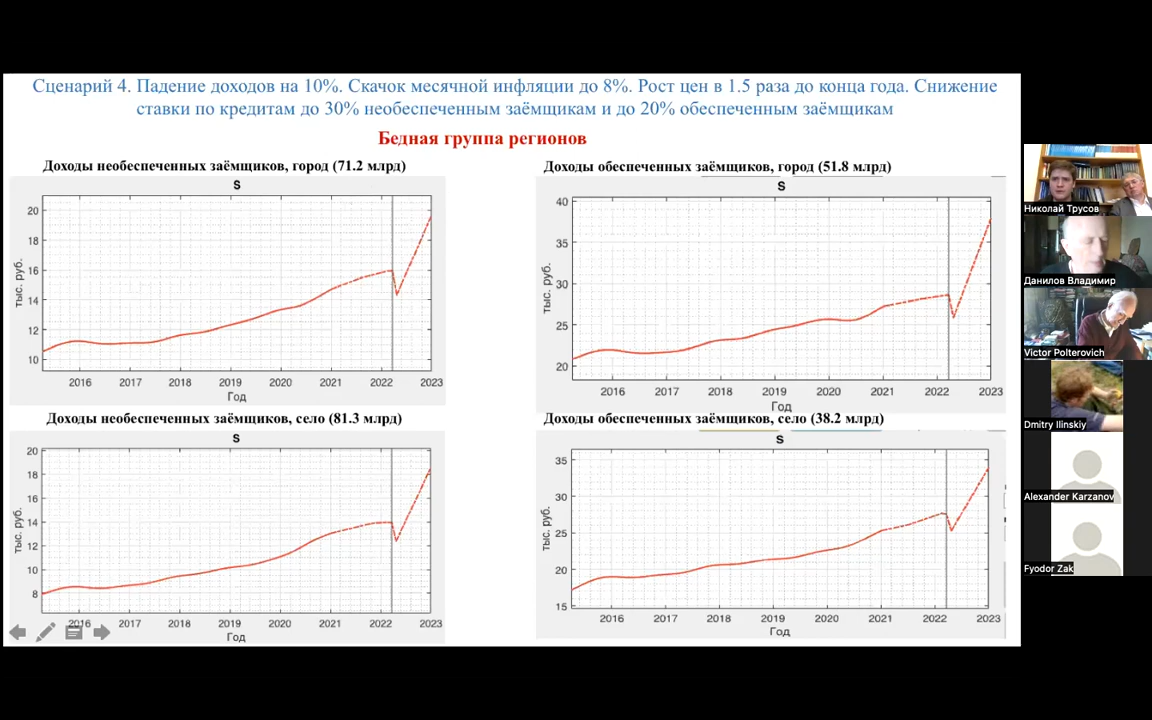 Сценарий 4. Падение доходов на 10%. Скачок месячной инфляции до 8%. Рост цен в 1.5 раза до конца года. Снижение
ставки по кредитам до 30% необеспеченным заёмщикам и до 20% обеспеченным заёмщикам
Бедная группа регионов
Доходы необеспеченных заёмщиков, город (71.2 млрд)
S
20
18
16
14
12
10
тыс. руб.
2016 2017 2018 2019 2020 2021 2022 2023
Год
Доходы обеспеченных заёмщиков, город (51.8 млрд)
S
40
35
30
25
20
тыс. руб.
2016 2017 2018 2019 2020 2021 2022 2023
Год
Доходы необеспеченных заёмщиков, село (81.3 млрд)
S
20
18
16
14
12
10
8
тыс. руб.
2016 2017 2018 2019 2020 2021 2022 2023
Год
Доходы обеспеченных заёмщиков, село (38.2 млрд)
S
35
30
25
20
15
тыс. руб.
2016 2017 2018 2019 2020 2021 2022 2023
Год
Николай Трусов
Данилов Владимир
Victor Polterovich
Dmitry Ilinskiy
Alexander Karzanov
Fyodor Zak